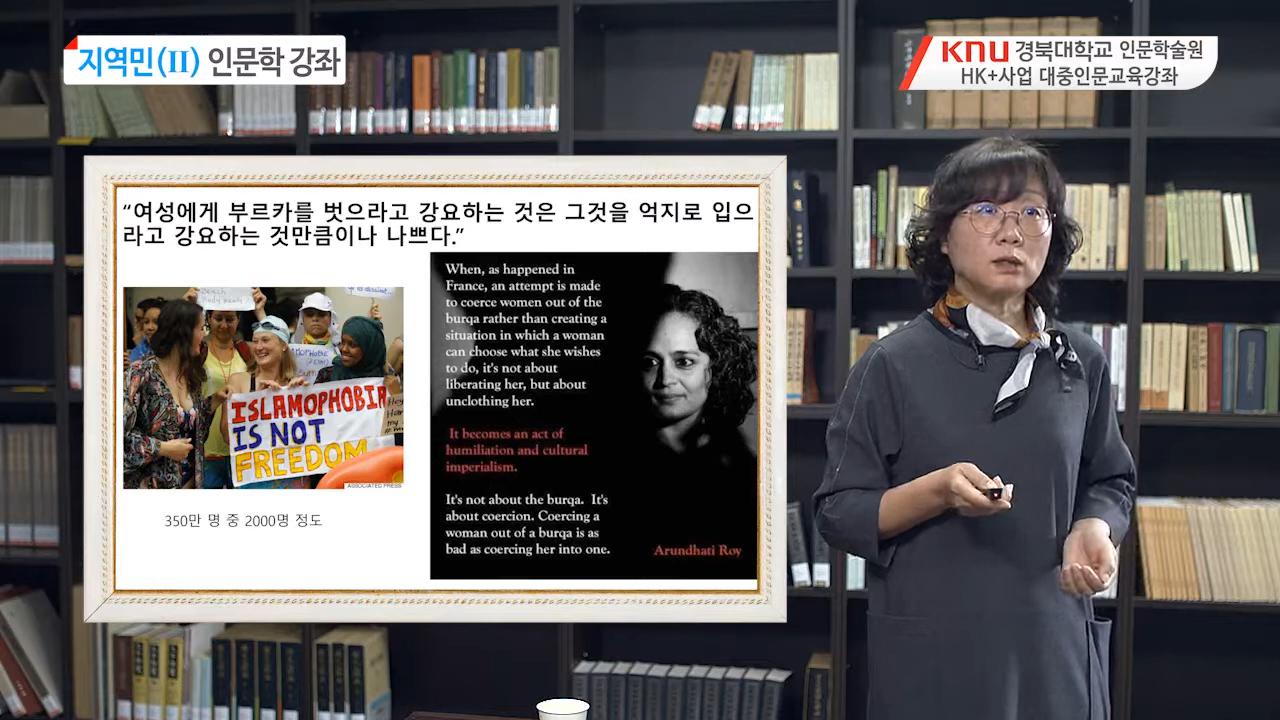 지역민(II) 인문학 강좌
KNU 경북대학교 인문학술원
HK+사업 대중인문교육강좌
“여성에게 부르카를 벗으라고 강요하는 것은 그것을 억지로 입으
라고 강요하는 것만큼이나 나쁘다.”
ISLAMOPHOBIA
IS NOT
FREEDOM
ASSOCIATED PRESS
350만 명 중 2000명 정도
When, as happened in
France, an attempt is made
to coerce women out of the
burqa rather than creating a
situation in which a woman
can choose what she wishes
to do, it's not about
liberating her, but about
unclothing her.
It becomes an act of
humiliation and cultural
imperialism.
It's not about the burqa. It's
about coercion. Coercing a
woman out of a burqa is as
bad as coercing her into one.
Arundhati Roy